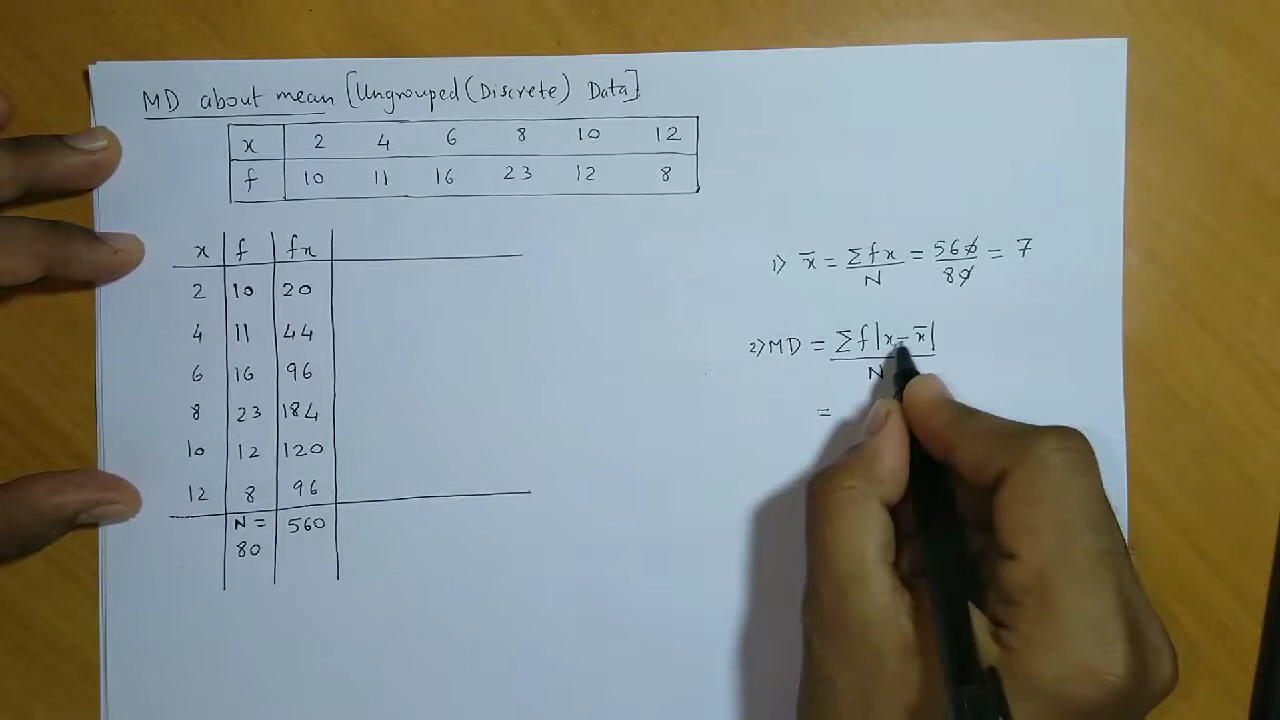 MD about mean [Ungrouped (Discrete) Data]
x 2 4 6 8 10 12
f 10 11 16 23 12 8
x f fx
2 10 20
4 11 44
6 16 96
8 23 184
10 12 120
12 8 96
N = 80 560
1) x̄ = Σfx / N = 560 / 80 = 7
2) MD = Σf|x - x̄| / N
=